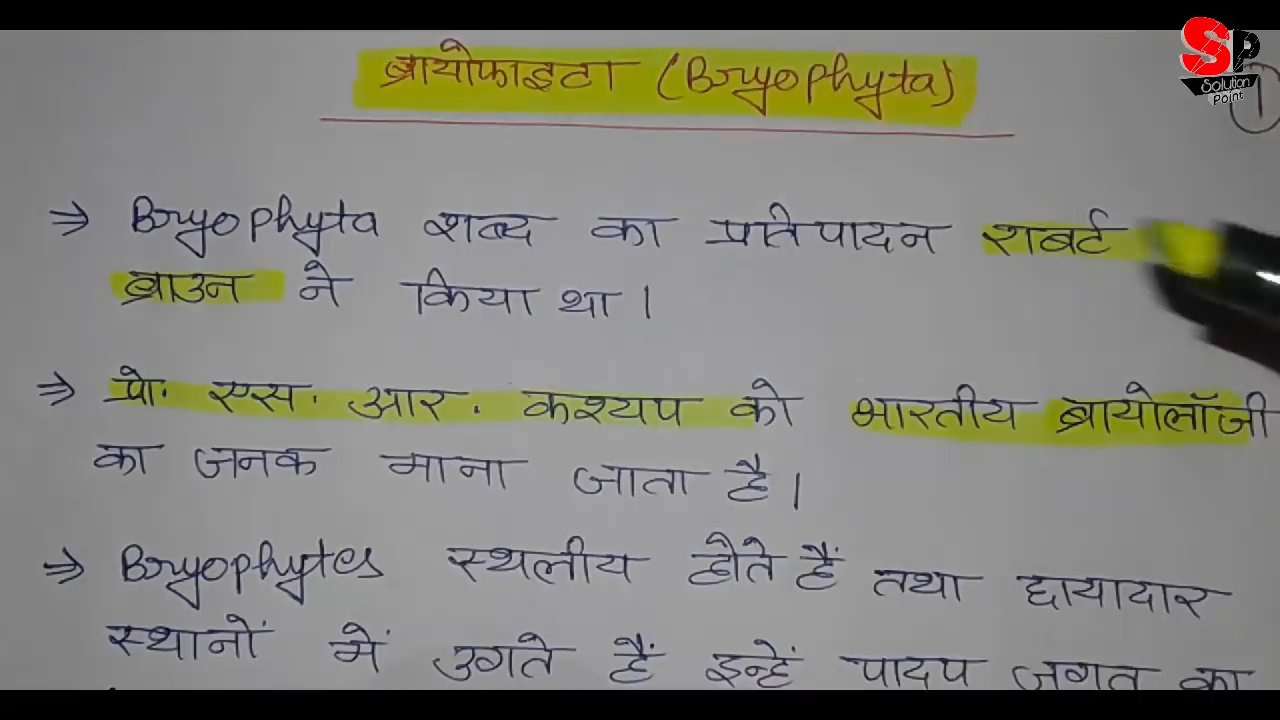 ब्रायोफाइटा (Bryophyta)
SP
Solution
Point
1
⇒ Bryophyta शब्द का प्रतिपादन राबर्ट
ब्राउन ने किया था।
⇒ प्रो. एस. आर. कश्यप को भारतीय ब्रायोलॉजी
का जनक माना जाता है।
⇒ Bryophytes स्थलीय होते हैं तथा छायादार
स्थानों में उगते हैं इन्हें पादप जगत का